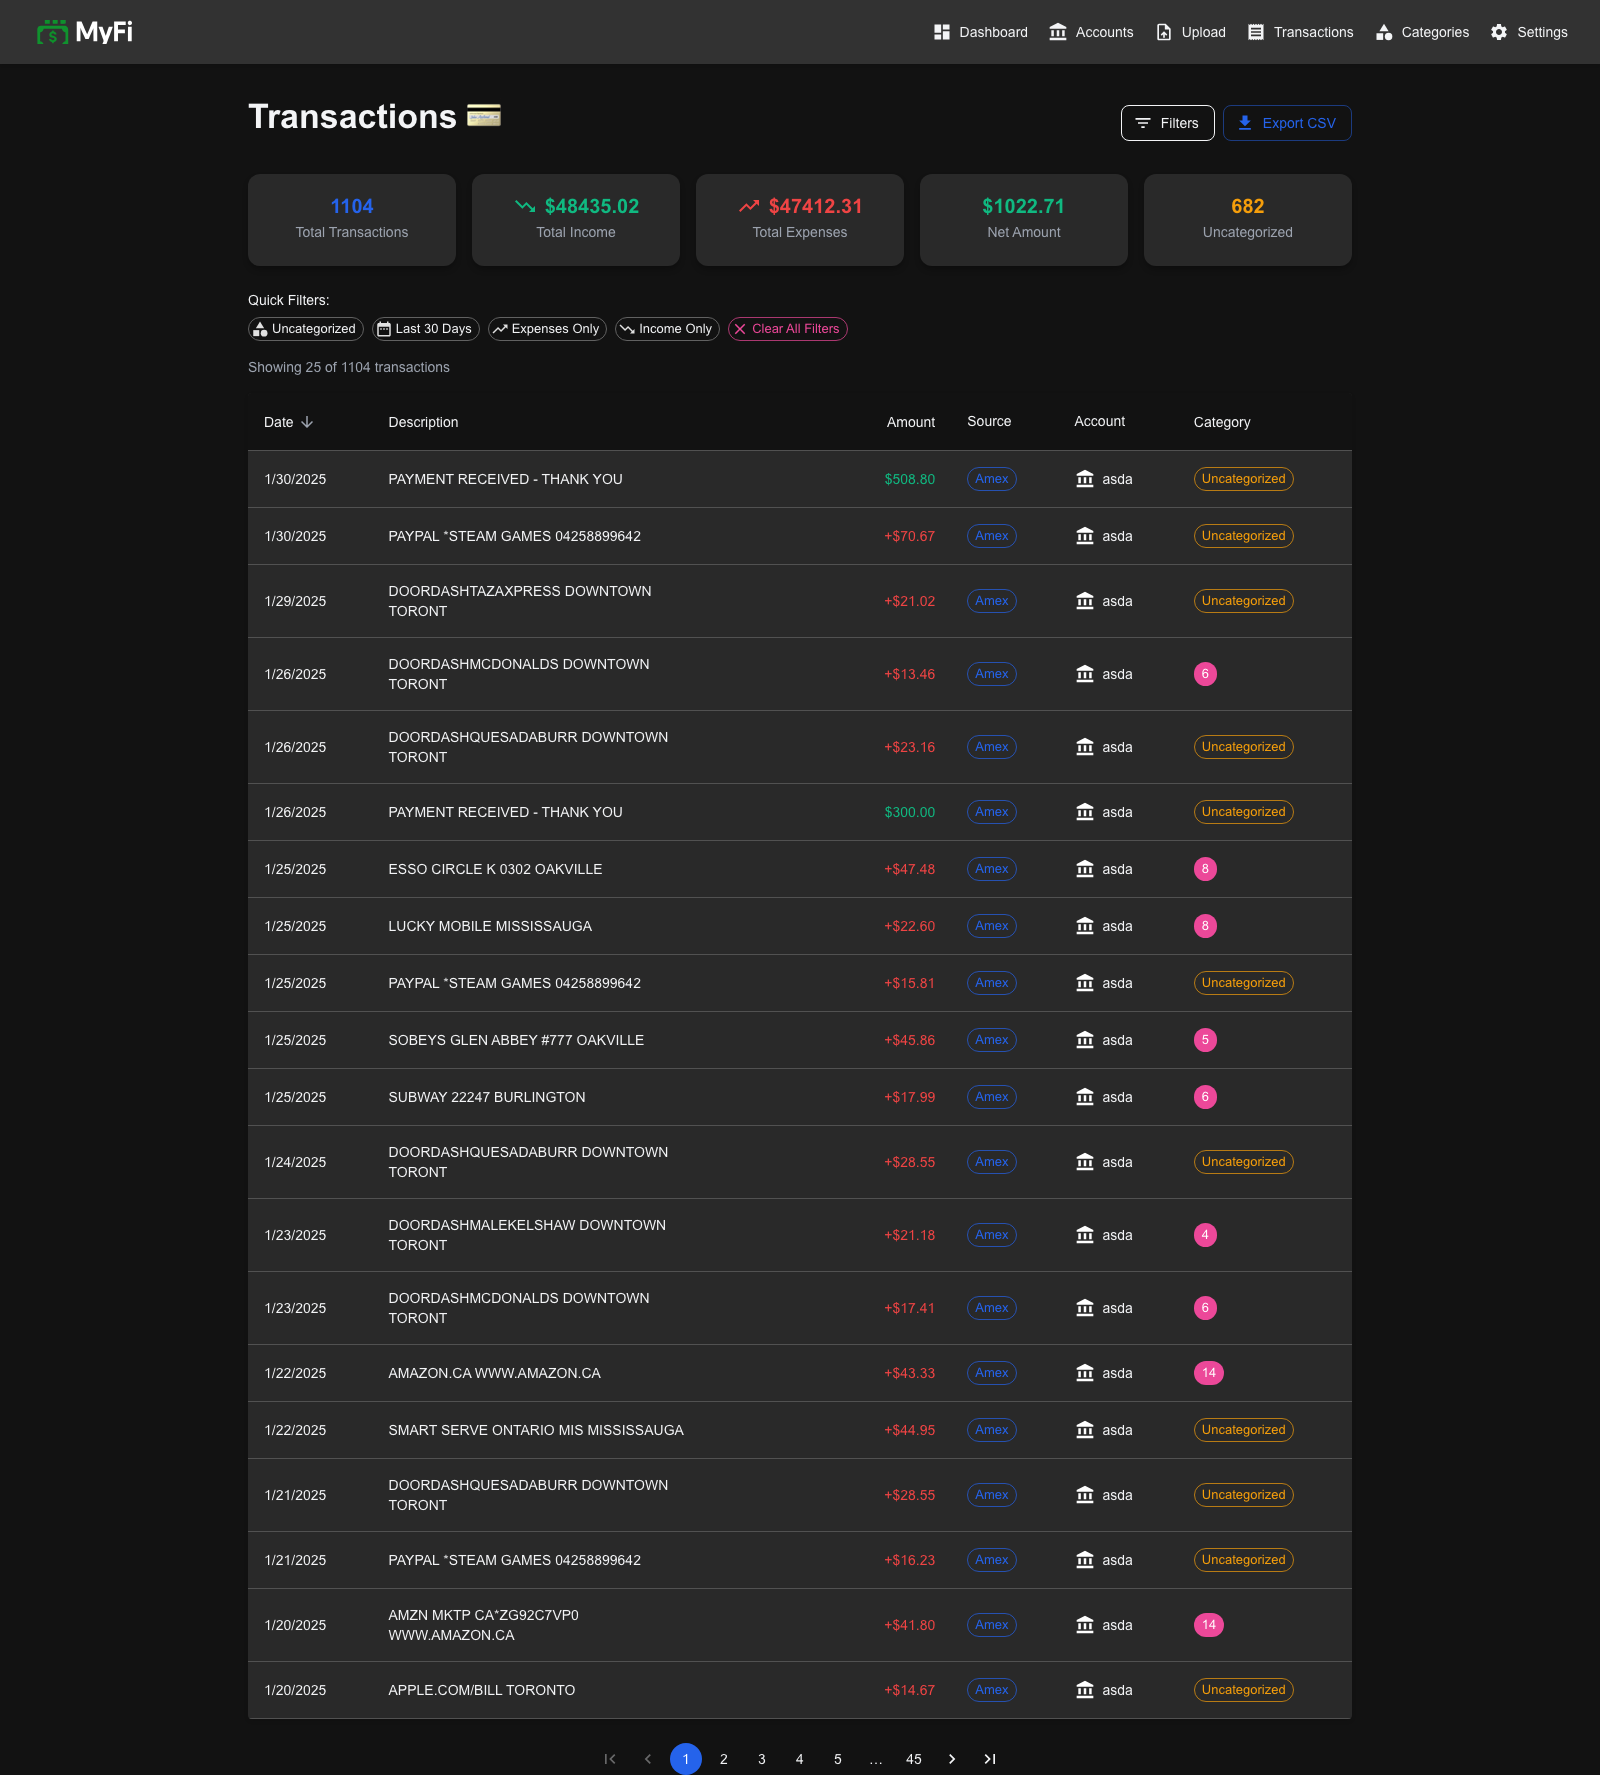 MyFi
Dashboard Accounts Upload Transactions Categories Settings
Transactions
Filters Export CSV
1104
Total Transactions
$48435.02
Total Income
$47412.31
Total Expenses
$1022.71
Net Amount
682
Uncategorized
Quick Filters:
Uncategorized Last 30 Days Expenses Only Income Only Clear All Filters
Showing 25 of 1104 transactions
Date Description Amount Source Account Category
1/30/2025 PAYMENT RECEIVED - THANK YOU $508.80 Amex asda Uncategorized
1/30/2025 PAYPAL *STEAM GAMES 04258899642 +$70.67 Amex asda Uncategorized
1/29/2025 DOORDASHTAZAXPRESS DOWNTOWN
TORONT +$21.02 Amex asda Uncategorized
1/26/2025 DOORDASHMCDONALDS DOWNTOWN
TORONT +$13.46 Amex asda 6
1/26/2025 DOORDASHQUESADABURR DOWNTOWN
TORONT +$23.16 Amex asda Uncategorized
1/26/2025 PAYMENT RECEIVED - THANK YOU $300.00 Amex asda Uncategorized
1/25/2025 ESSO CIRCLE K 0302 OAKVILLE +$47.48 Amex asda 8
1/25/2025 LUCKY MOBILE MISSISSAUGA +$22.60 Amex asda 8
1/25/2025 PAYPAL *STEAM GAMES 04258899642 +$15.81 Amex asda Uncategorized
1/25/2025 SOBEYS GLEN ABBEY #777 OAKVILLE +$45.86 Amex asda 5
1/25/2025 SUBWAY 22247 BURLINGTON +$17.99 Amex asda 6
1/24/2025 DOORDASHQUESADABURR DOWNTOWN
TORONT +$28.55 Amex asda Uncategorized
1/23/2025 DOORDASHMALEKELSHAW DOWNTOWN
TORONT +$21.18 Amex asda 4
1/23/2025 DOORDASHMCDONALDS DOWNTOWN
TORONT +$17.41 Amex asda 6
1/22/2025 AMAZON.CA WWW.AMAZON.CA +$43.33 Amex asda 14
1/22/2025 SMART SERVE ONTARIO MIS MISSISSAUGA +$44.95 Amex asda Uncategorized
1/21/2025 DOORDASHQUESADABURR DOWNTOWN
TORONT +$28.55 Amex asda Uncategorized
1/21/2025 PAYPAL *STEAM GAMES 04258899642 +$16.23 Amex asda Uncategorized
1/20/2025 AMZN MKTP CA*ZG92C7VP0
WWW.AMAZON.CA +$41.80 Amex asda 14
1/20/2025 APPLE.COM/BILL TORONTO +$14.67 Amex asda Uncategorized
1 2 3 4 5 … 45